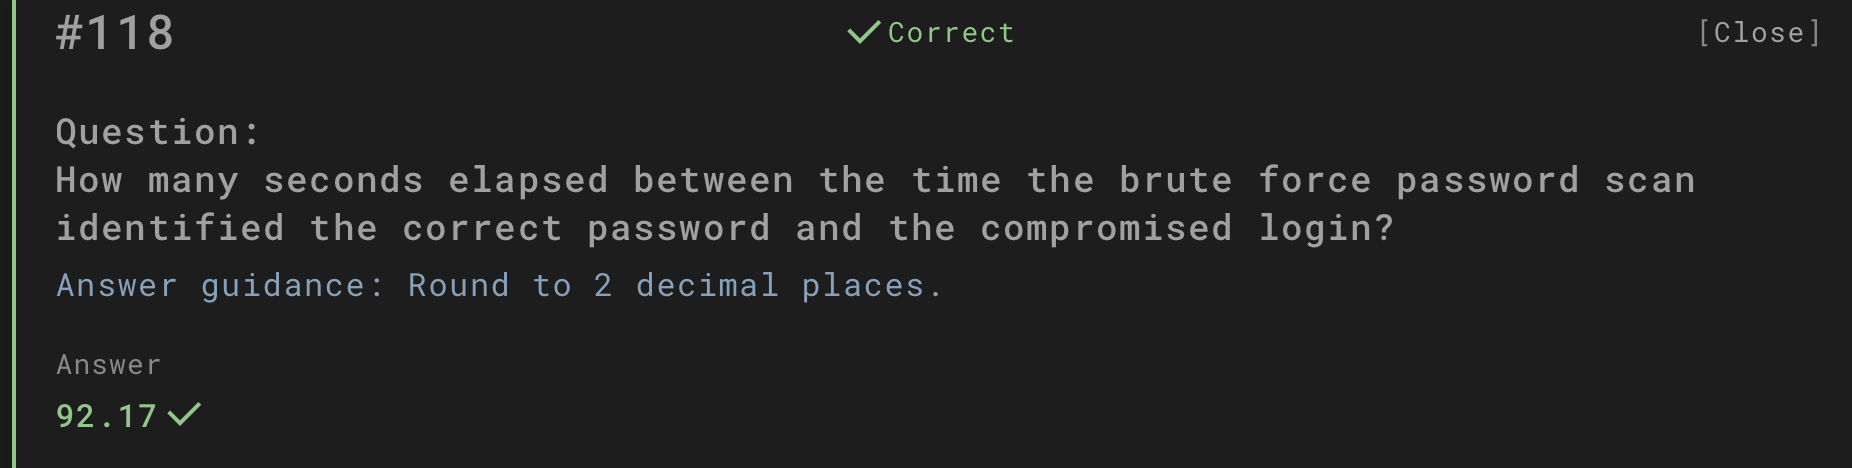 #118
Correct
[Close]
Question:
How many seconds elapsed between the time the brute force password scan
identified the correct password and the compromised login?
Answer guidance: Round to 2 decimal places.
Answer
92.17